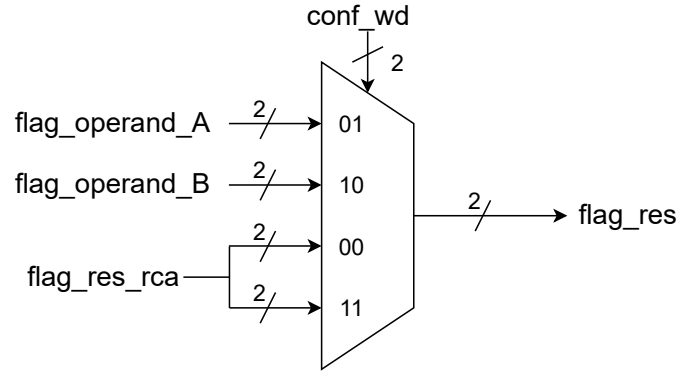 conf_wd
2
flag_operand_A
2
01
flag_operand_B
2
10
2
flag_res
2
00
flag_res_rca
2
11